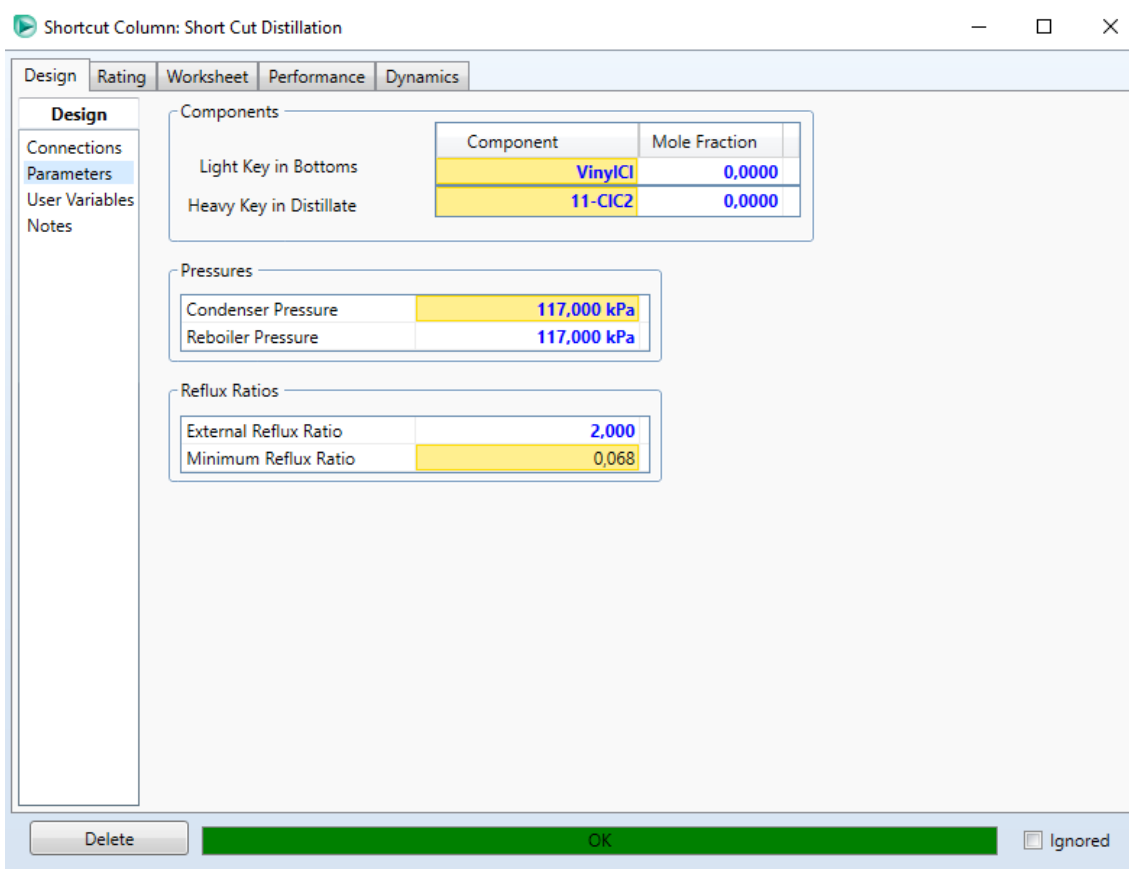 Shortcut Column: Short Cut Distillation
Design Rating Worksheet Performance Dynamics
Design
Connections
Parameters
User Variables
Notes
Components
Component Mole Fraction
Light Key in Bottoms VinylCl 0,0000
Heavy Key in Distillate 11-ClC2 0,0000
Pressures
Condenser Pressure 117,000 kPa
Reboiler Pressure 117,000 kPa
Reflux Ratios
External Reflux Ratio 2,000
Minimum Reflux Ratio 0,068
Delete OK Ignored